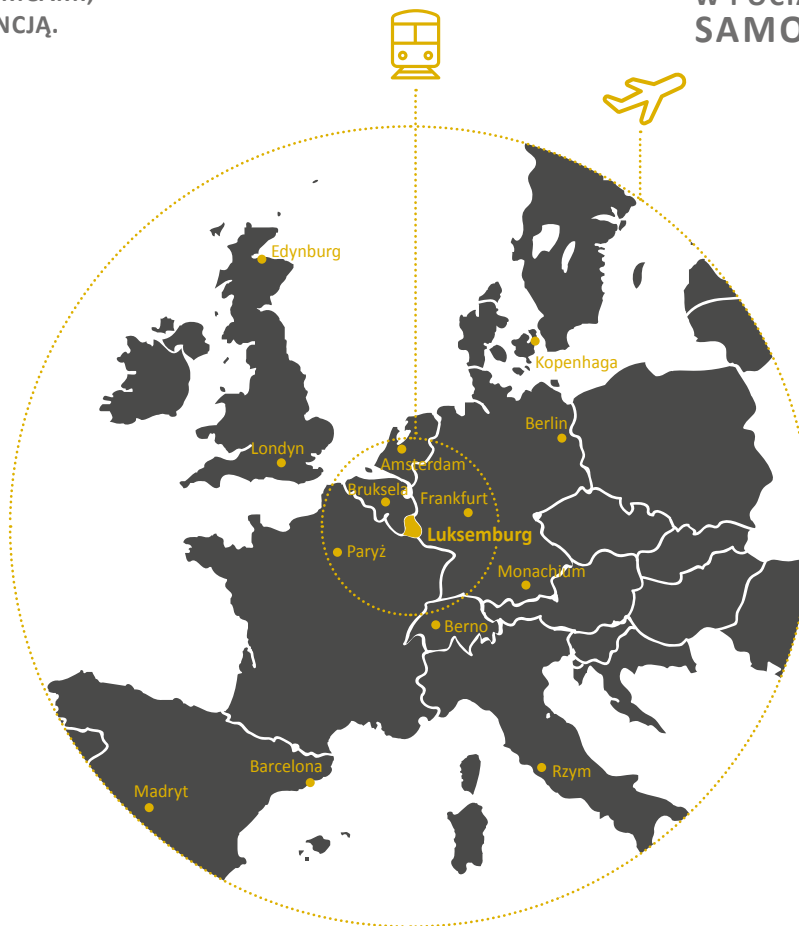 NCJĄ.
SAMO
Edynburg
Kopenhaga
Berlin
Londyn
Amsterdam
Bruksela
Frankfurt
Luksemburg
Paryż
Monachium
Berno
Barcelona
Rzym
Madryt